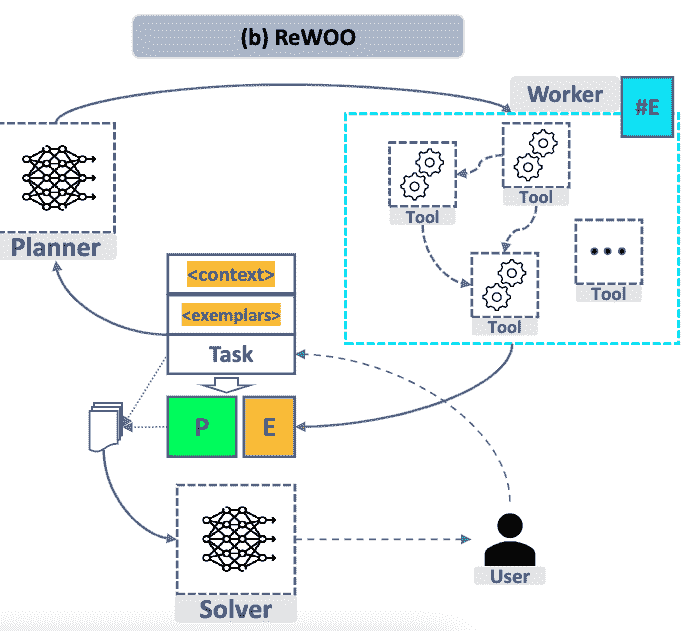 (b) ReWOO
Worker
#E
Tool
Tool
Tool
Tool
Planner
<context>
<exemplars>
Task
P
E
Solver
User